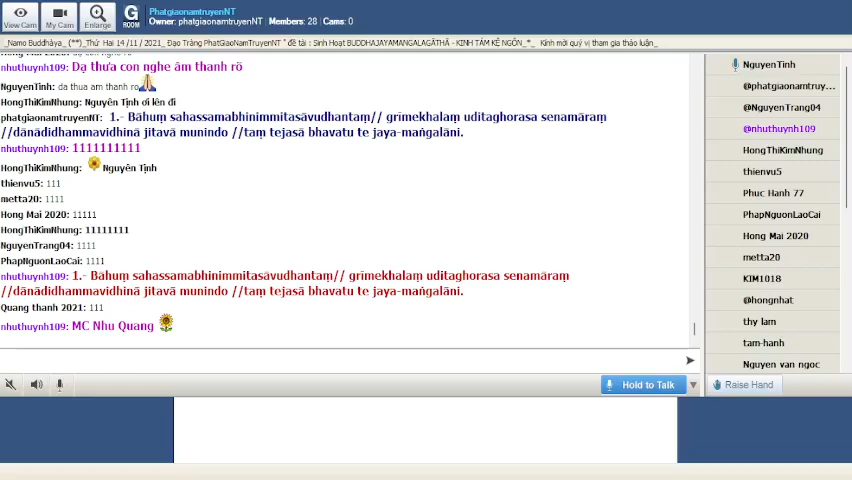 PhatgiaonamtruyenNT
Owner: phatgiaonamtruyenNT Members: 28 Cams: 0
View Cam
My Cam
Enlarge
G
ROOM
_Namo Buddhàya_ (**)_Thứ Hai 14 /11 / 2021_ Đạo Tràng PhatGiaoNamTruyenNT " đề tài : Sinh Hoạt BUDDHAJAYAMANGALAGĀTHĀ - KINH TÁM KỆ NGÔN_*_ Kính mời quý vị tham gia thảo luận_
nhuthuynh109: Dạ thưa con nghe âm thanh rõ
NguyenTinh: da thua am thanh ro
HongThiKimNhung: Nguyên Tịnh ơi lên đi
phatgiaonamtruyenNT: 1.- Bāhuṃ sahassamabhinimmitasāvudhantaṃ// grīmekhalaṃ uditaghorasa senamāraṃ
//dānādidhammavidhinā jitavā munindo //taṃ tejasā bhavatu te jaya-maṅgalāni.
nhuthuynh109: 1111111111
HongThiKimNhung: Nguyên Tịnh
thienvu5: 111
metta20: 1111
Hong Mai 2020: 11111
HongThiKimNhung: 11111111
NguyenTrang04: 1111
PhapNguonLaoCai: 1111
nhuthuynh109: 1.- Bāhuṃ sahassamabhinimmitasāvudhantaṃ// grīmekhalaṃ uditaghorasa senamāraṃ
//dānādidhammavidhinā jitavā munindo //taṃ tejasā bhavatu te jaya-maṅgalāni.
Quang thanh 2021: 111
nhuthuynh109: MC Nhu Quang
Hold to Talk
NguyenTinh
@phatgiaonamtruy...
@NguyenTrang04
@nhuthuynh109
HongThiKimNhung
thienvu5
Phuc Hanh 77
PhapNguonLaoCai
Hong Mai 2020
metta20
KIM1018
@hongnhat
thy lam
tam-hanh
Nguyen van ngoc
Raise Hand